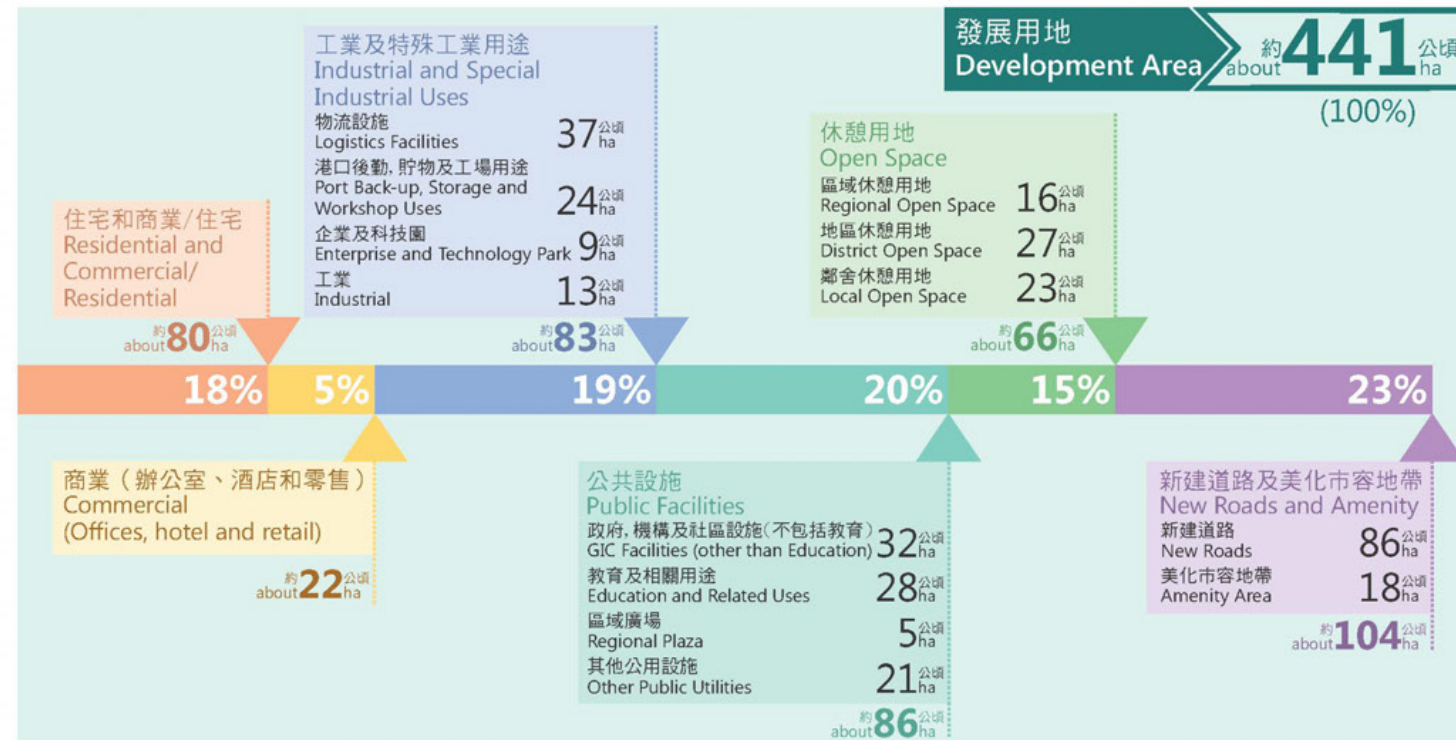 發展用地
Development Area
約
about 441 公頃
ha
(100%)
工業及特殊工業用途
Industrial and Special
Industrial Uses
物流設施
Logistics Facilities
37 公頃
ha
港口後勤, 貯物及工場用途
Port Back-up, Storage and
Workshop Uses
24 公頃
ha
企業及科技園
Enterprise and Technology Park
9 公頃
ha
工業
Industrial
13 公頃
ha
約
about 83 公頃
ha
休憩用地
Open Space
區域休憩用地
Regional Open Space
16 公頃
ha
地區休憩用地
District Open Space
27 公頃
ha
鄰舍休憩用地
Local Open Space
23 公頃
ha
約
about 66 公頃
ha
住宅和商業/住宅
Residential and
Commercial/
Residential
約
about 80 公頃
ha
18% 5% 19% 20% 15% 23%
商業（辦公室、酒店和零售）
Commercial
(Offices, hotel and retail)
約
about 22 公頃
ha
公共設施
Public Facilities
政府, 機構及社區設施(不包括教育)
GIC Facilities (other than Education)
32 公頃
ha
教育及相關用途
Education and Related Uses
28 公頃
ha
區域廣場
Regional Plaza
5 公頃
ha
其他公用設施
Other Public Utilities
21 公頃
ha
約
about 86 公頃
ha
新建道路及美化市容地帶
New Roads and Amenity
新建道路
New Roads
86 公頃
ha
美化市容地帶
Amenity Area
18 公頃
ha
約
about 104 公頃
ha